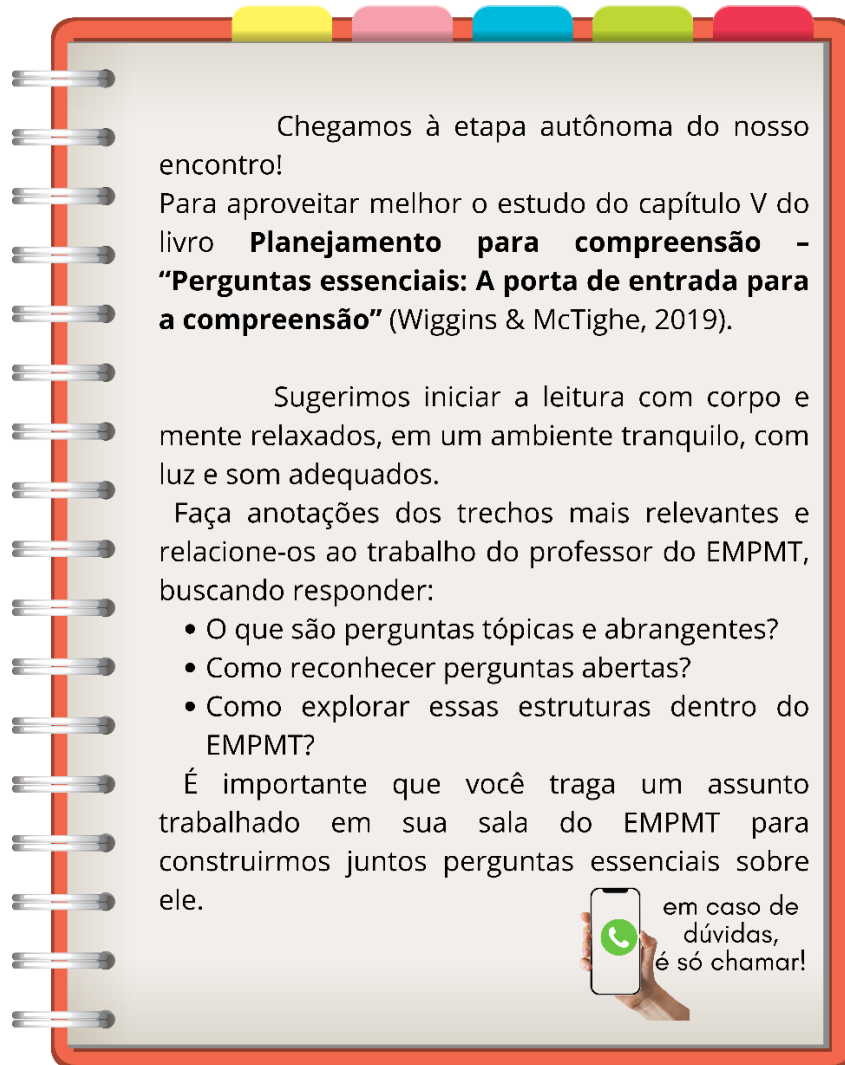 Chegamos à etapa autônoma do nosso
encontro!
Para aproveitar melhor o estudo do capítulo V do
livro Planejamento para compreensão –
“Perguntas essenciais: A porta de entrada para
a compreensão” (Wiggins & McTighe, 2019).
Sugerimos iniciar a leitura com corpo e
mente relaxados, em um ambiente tranquilo, com
luz e som adequados.
Faça anotações dos trechos mais relevantes e
relacione-os ao trabalho do professor do EMPMT,
buscando responder:
• O que são perguntas tópicas e abrangentes?
• Como reconhecer perguntas abertas?
• Como explorar essas estruturas dentro do
EMPMT?
É importante que você traga um assunto
trabalhado em sua sala do EMPMT para
construirmos juntos perguntas essenciais sobre
ele.
em caso de
dúvidas,
é só chamar!